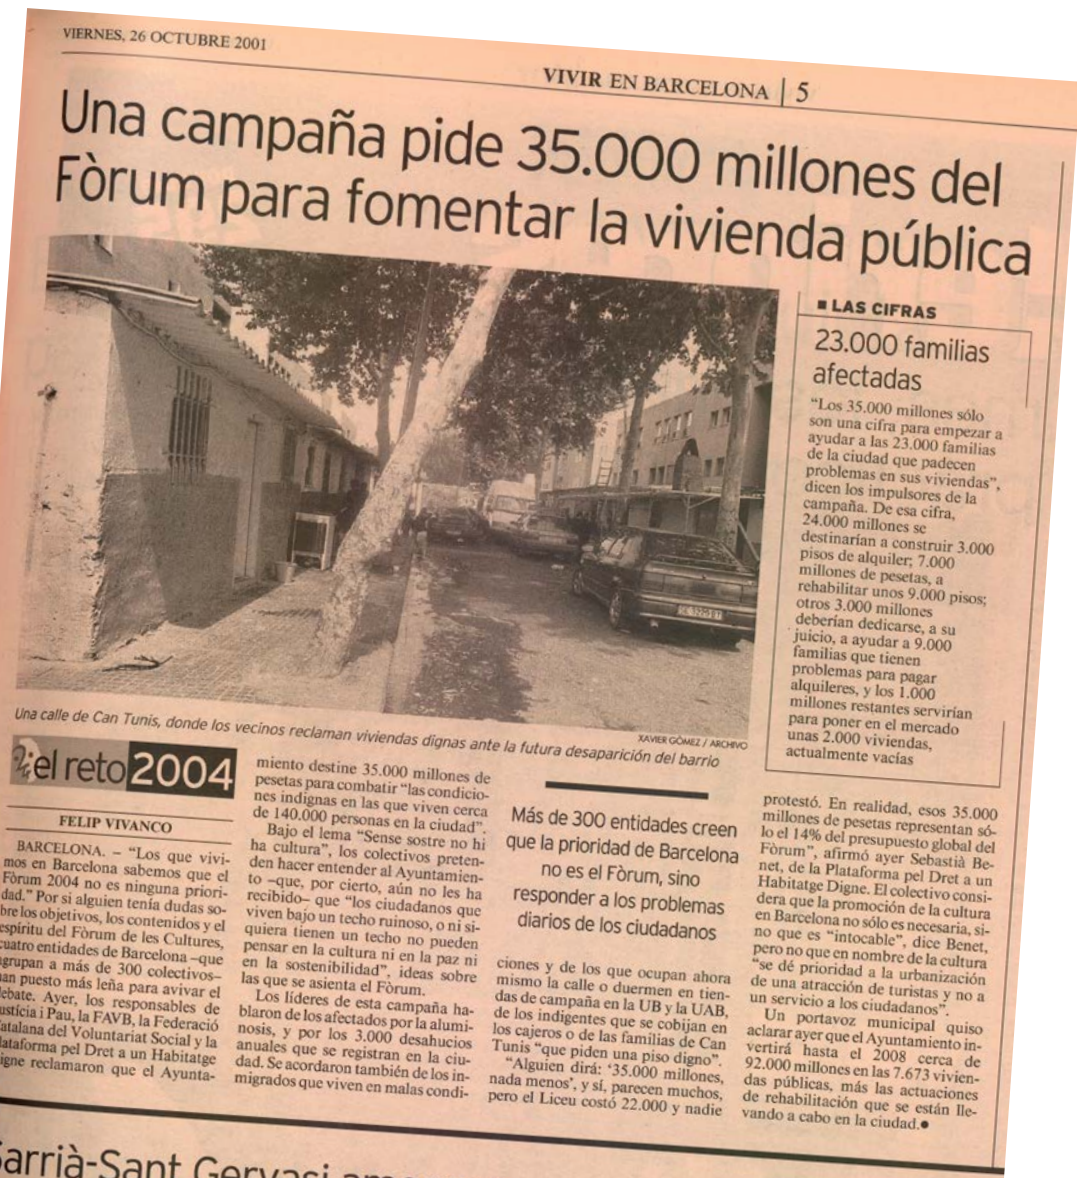 VIERNES, 26 OCTUBRE 2001
VIVIR EN BARCELONA | 5
Una campaña pide 35.000 millones del
Fòrum para fomentar la vivienda pública
SE 1220 BT
XAVIER GÓMEZ / ARCHIVO
Una calle de Can Tunis, donde los vecinos reclaman viviendas dignas ante la futura desaparición del barrio
■ LAS CIFRAS
23.000 familias
afectadas
“Los 35.000 millones sólo
son una cifra para empezar a
ayudar a las 23.000 familias
de la ciudad que padecen
problemas en sus viviendas”,
dicen los impulsores de la
campaña. De esa cifra,
24.000 millones se
destinarían a construir 3.000
pisos de alquiler; 7.000
millones de pesetas, a
rehabilitar unos 9.000 pisos;
otros 3.000 millones
deberían dedicarse, a su
juicio, a ayudar a 9.000
familias que tienen
problemas para pagar
alquileres, y los 1.000
millones restantes servirían
para poner en el mercado
unas 2.000 viviendas,
actualmente vacías
el reto 2004
FELIP VIVANCO
BARCELONA. – “Los que vivi-
mos en Barcelona sabemos que el
Fòrum 2004 no es ninguna priori-
dad.” Por si alguien tenía dudas so-
bre los objetivos, los contenidos y el
espíritu del Fòrum de les Cultures,
cuatro entidades de Barcelona –que
agrupan a más de 300 colectivos–
han puesto más leña para avivar el
debate. Ayer, los responsables de
Justícia i Pau, la FAVB, la Federació
Catalana del Voluntariat Social y la
Plataforma pel Dret a un Habitatge
Digne reclamaron que el Ayunta-
miento destine 35.000 millones de
pesetas para combatir “las condicio-
nes indignas en las que viven cerca
de 140.000 personas en la ciudad”.
Bajo el lema “Sense sostre no hi
ha cultura”, los colectivos preten-
den hacer entender al Ayuntamien-
to –que, por cierto, aún no les ha
recibido– que “los ciudadanos que
viven bajo un techo ruinoso, o ni si-
quiera tienen un techo no pueden
pensar en la cultura ni en la paz ni
en la sostenibilidad”, ideas sobre
las que se asienta el Fòrum.
Los líderes de esta campaña ha-
blaron de los afectados por la alumi-
nosis, y por los 3.000 desahucios
anuales que se registran en la ciu-
dad. Se acordaron también de los in-
migrados que viven en malas condi-
Más de 300 entidades creen
que la prioridad de Barcelona
no es el Fòrum, sino
responder a los problemas
diarios de los ciudadanos
ciones y de los que ocupan ahora
mismo la calle o duermen en tien-
das de campaña en la UB y la UAB,
de los indigentes que se cobijan en
los cajeros o de las familias de Can
Tunis “que piden una piso digno”.
“Alguien dirá: ‘35.000 millones,
nada menos’, y sí, parecen muchos,
pero el Liceu costó 22.000 y nadie
protestó. En realidad, esos 35.000
millones de pesetas representan só-
lo el 14% del presupuesto global del
Fòrum”, afirmó ayer Sebastià Be-
net, de la Plataforma pel Dret a un
Habitatge Digne. El colectivo consi-
dera que la promoción de la cultura
en Barcelona no sólo es necesaria, si-
no que es “intocable”, dice Benet,
pero no que en nombre de la cultura
“se dé prioridad a la urbanización
de una atracción de turistas y no a
un servicio a los ciudadanos”.
Un portavoz municipal quiso
aclarar ayer que el Ayuntamiento in-
vertirá hasta el 2008 cerca de
92.000 millones en las 7.673 vivien-
das públicas, más las actuaciones
de rehabilitación que se están lle-
vando a cabo en la ciudad.●
Sarrià-Sant Gervasi